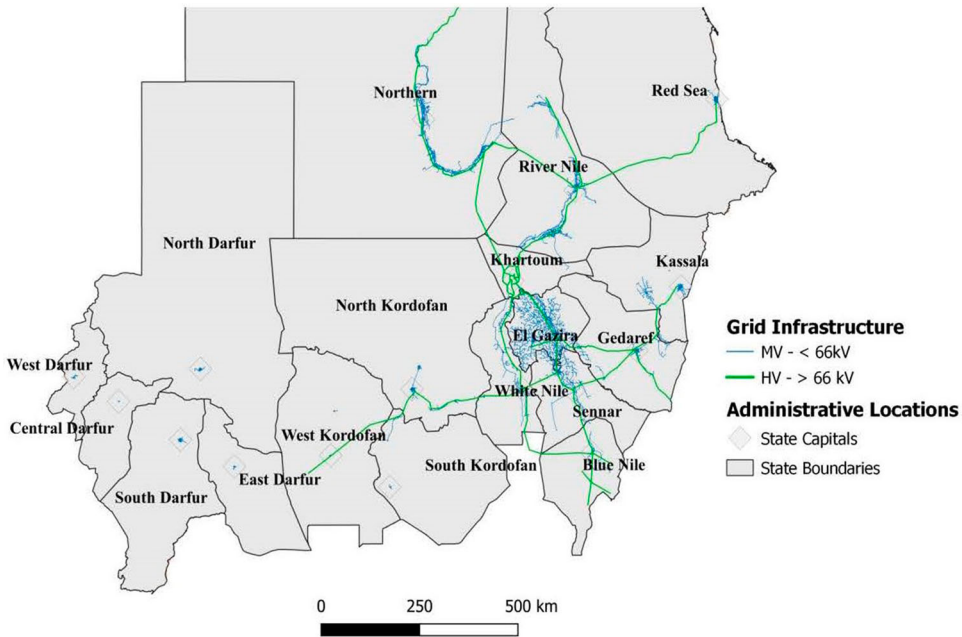 Northern
Red Sea
River Nile
North Darfur
Khartoum
Kassala
North Kordofan
El Gazira
Gedaref
West Darfur
White Nile
Central Darfur
Sennar
West Kordofan
South Kordofan
Blue Nile
East Darfur
South Darfur
Grid Infrastructure
MV - < 66kV
HV - > 66 kV
Administrative Locations
State Capitals
State Boundaries
0 250 500 km